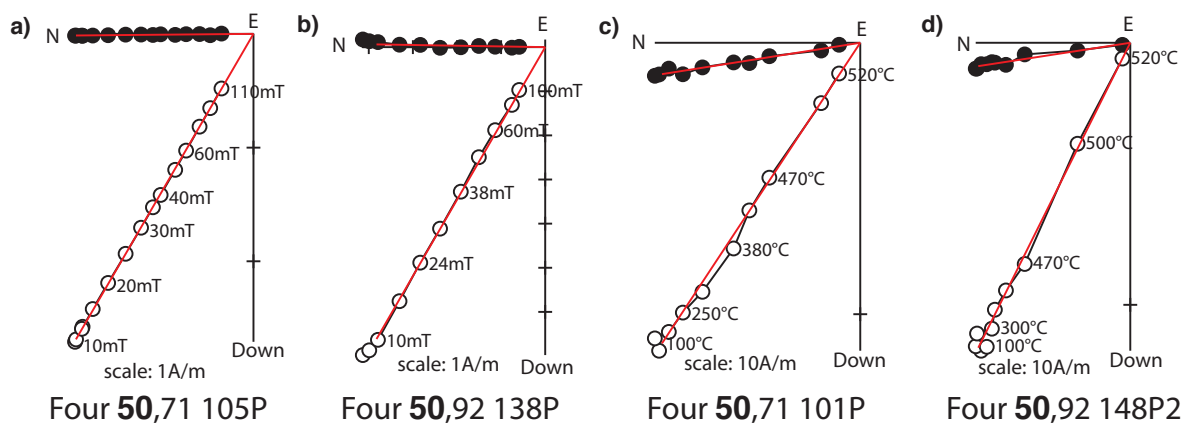 a)
N
E
110mT
60mT
40mT
30mT
20mT
10mT
scale: 1A/m
Down
Four 50,71 105P
b)
N
E
100mT
60mT
38mT
24mT
10mT
scale: 1A/m
Down
Four 50,92 138P
c)
N
E
520°C
470°C
380°C
250°C
100°C
scale: 10A/m
Down
Four 50,71 101P
d)
N
E
520°C
500°C
470°C
300°C
100°C
scale: 10A/m
Down
Four 50,92 148P2